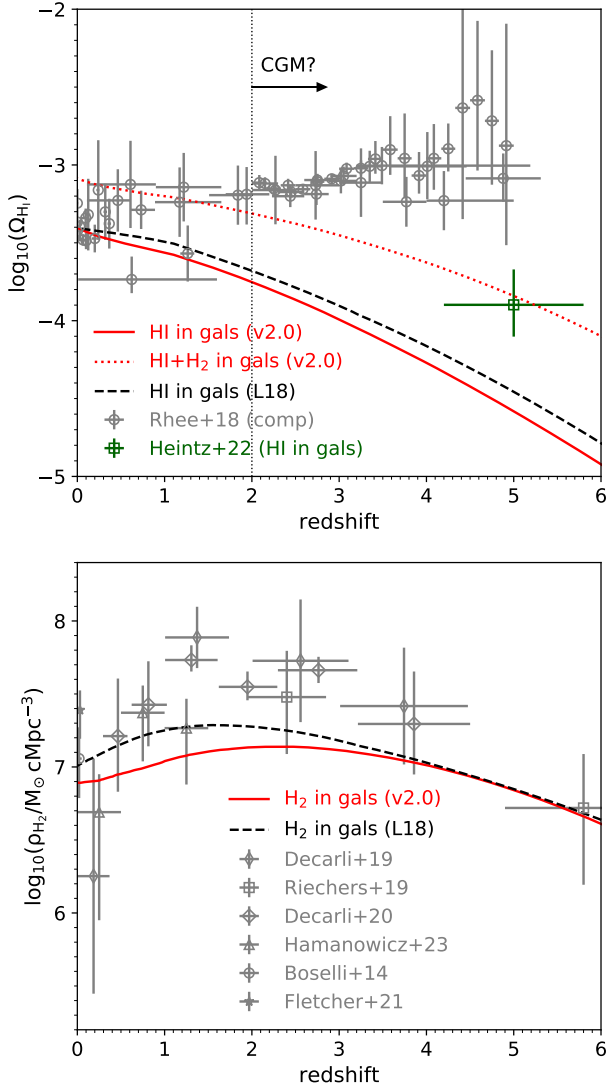 −2
CGM?
−3
log₁₀(Ω_H_I)
−4
HI in gals (v2.0)
HI+H₂ in gals (v2.0)
HI in gals (L18)
Rhee+18 (comp)
Heintz+22 (HI in gals)
−5
0 1 2 3 4 5 6
redshift
8
7
log₁₀(ρ_H₂/M_⊙ cMpc⁻³)
H₂ in gals (v2.0)
H₂ in gals (L18)
Decarli+19
Riechers+19
Decarli+20
6
Hamanowicz+23
Boselli+14
Fletcher+21
0 1 2 3 4 5 6
redshift